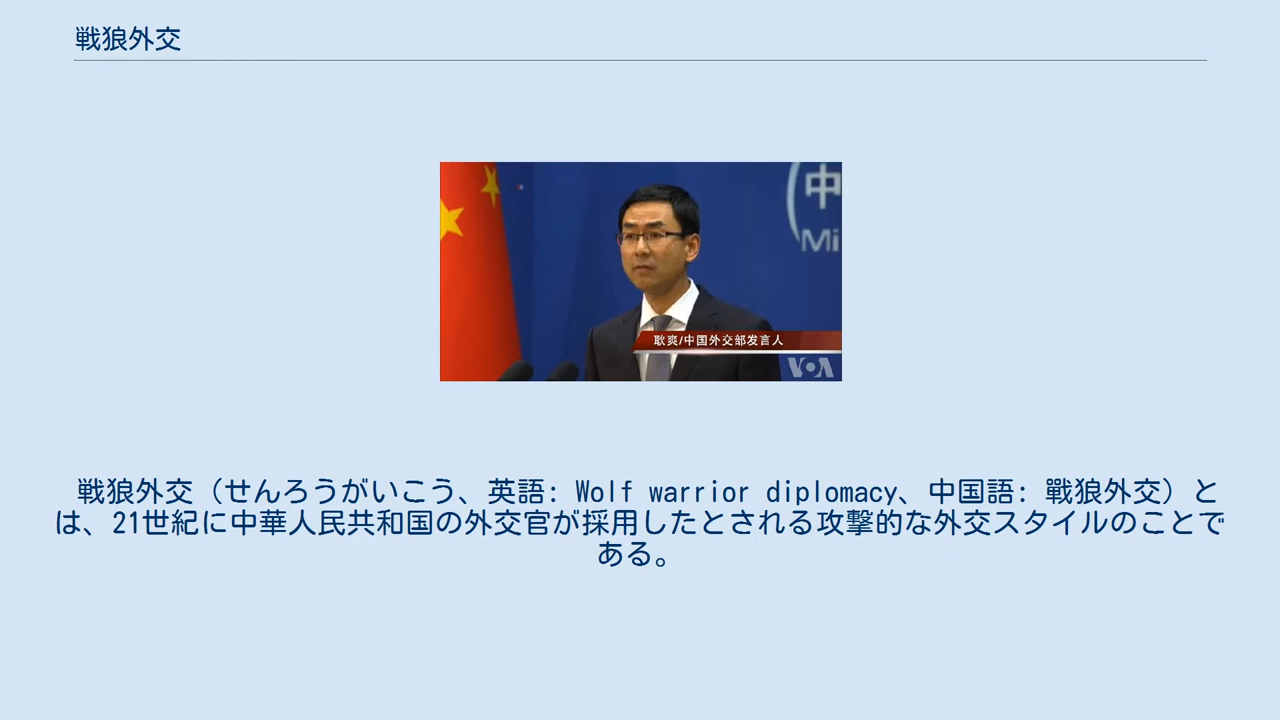 戦狼外交
中
Mi
耿爽/中国外交部发言人
VOA
戦狼外交（せんろうがいこう、英語: Wolf warrior diplomacy、中国語: 戰狼外交）と
は、21世紀に中華人民共和国の外交官が採用したとされる攻撃的な外交スタイルのことで
ある。